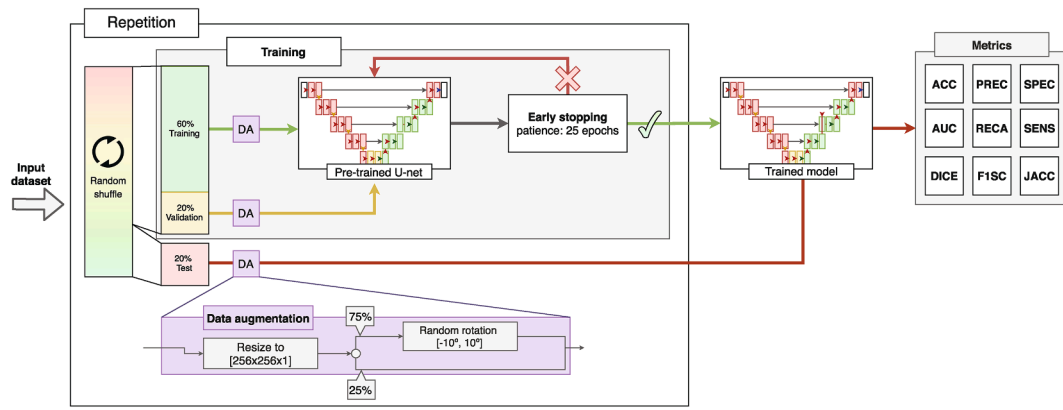 Repetition
Training
Metrics
Input
dataset
Random
shuffle
60%
Training
DA
Pre-trained U-net
Early stopping
patience: 25 epochs
Trained model
20%
Validation
DA
20%
Test
DA
ACC PREC SPEC
AUC RECA SENS
DICE F1SC JACC
Data augmentation
Resize to
[256x256x1]
75%
Random rotation
[-10º, 10º]
25%